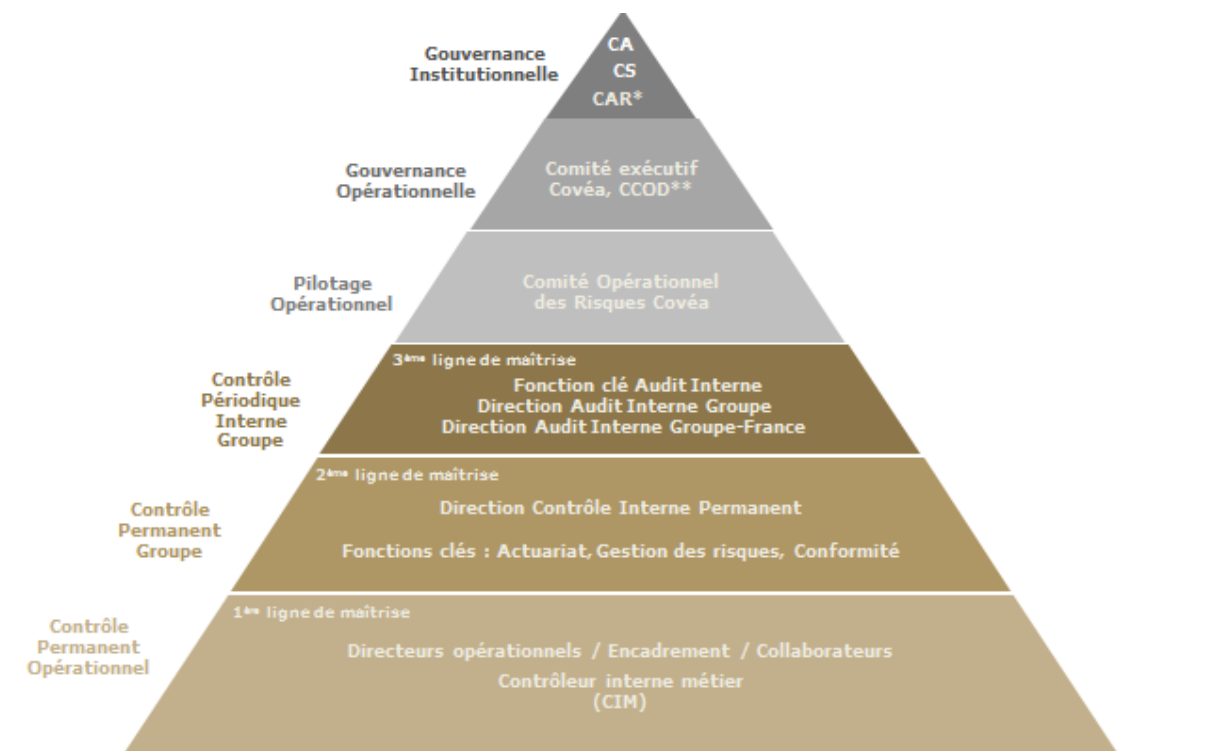 Gouvernance
Institutionnelle
CA
CS
CAR*
Gouvernance
Opérationnelle
Comité exécutif
Covéa, CCOD**
Pilotage
Opérationnel
Comité Opérationnel
des Risques Covéa
Contrôle
Périodique
Interne
Groupe
3ème ligne de maîtrise
Fonction clé Audit Interne
Direction Audit Interne Groupe
Direction Audit Interne Groupe-France
Contrôle
Permanent
Groupe
2ème ligne de maîtrise
Direction Contrôle Interne Permanent
Fonctions clés : Actuariat, Gestion des risques, Conformité
Contrôle
Permanent
Opérationnel
1ère ligne de maîtrise
Directeurs opérationnels / Encadrement / Collaborateurs
Contrôleur interne métier
(CIM)